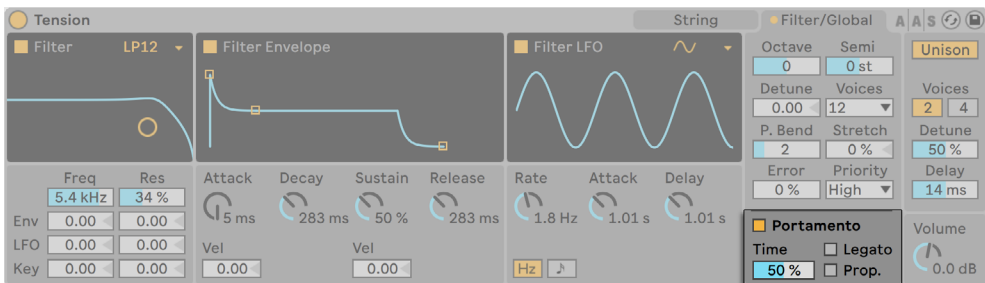 Tension
String
Filter/Global
A A S
Filter
LP12
Filter Envelope
Filter LFO
Octave Semi
0 0 st
Detune Voices
0.00 12
P. Bend Stretch
2 0 %
Error Priority
0 % High
Unison
Voices
2 4
Detune
50 %
Delay
14 ms
Freq Res
5.4 kHz 34 %
Env 0.00 0.00
LFO 0.00 0.00
Key 0.00 0.00
Attack Decay Sustain Release
5 ms 283 ms 50 % 283 ms
Vel Vel
0.00 0.00
Rate Attack Delay
1.8 Hz 1.01 s 1.01 s
Hz ♪
Portamento
Time Legato
50 % Prop.
Volume
0.0 dB